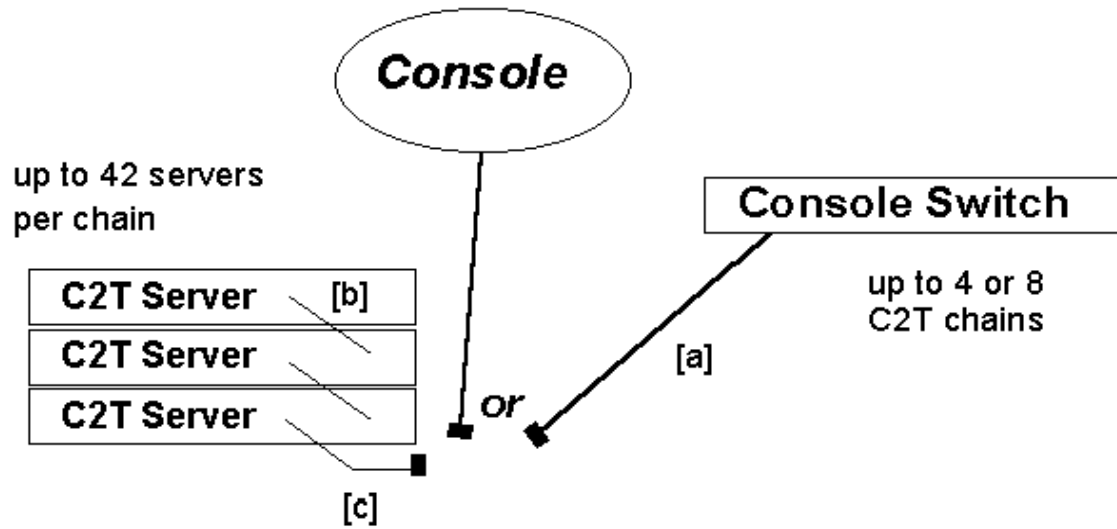 Console
up to 42 servers
per chain
Console Switch
C2T Server
[b]
up to 4 or 8
C2T chains
C2T Server
[a]
C2T Server
or
[c]